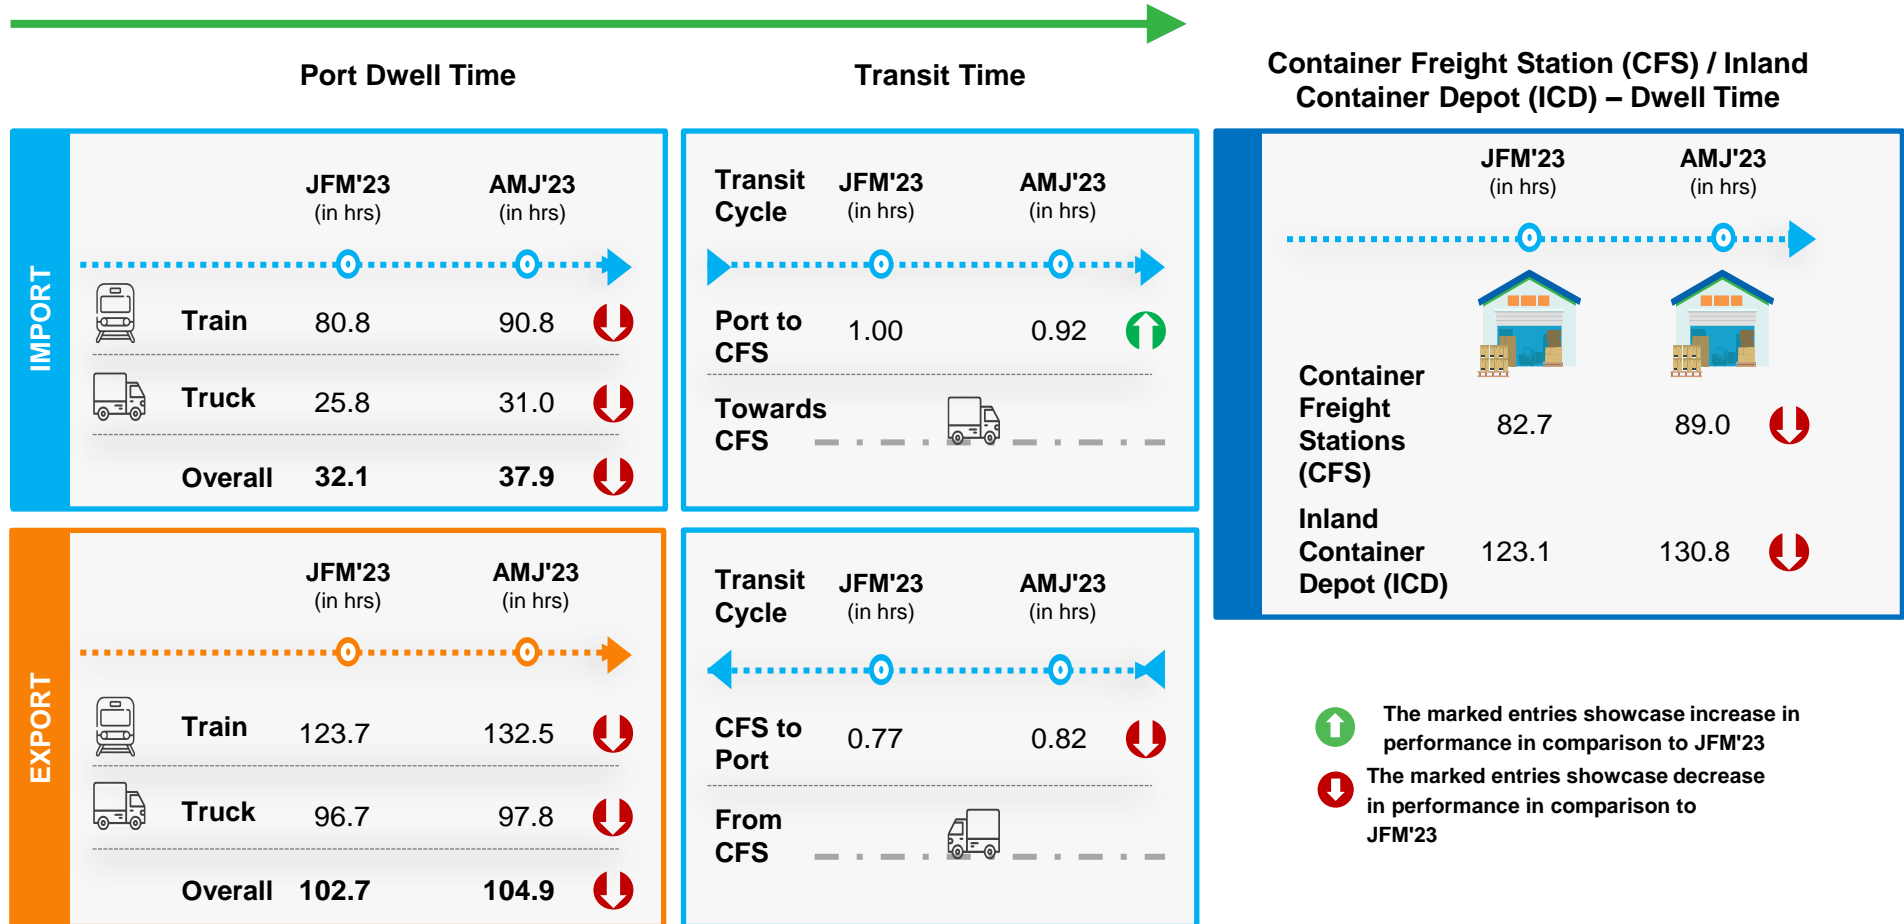 Port Dwell Time
Transit Time
Container Freight Station (CFS) / Inland
Container Depot (ICD) – Dwell Time
IMPORT
JFM'23
AMJ'23
(in hrs)
(in hrs)
Train
80.8
90.8
Truck
25.8
31.0
Overall
32.1
37.9
Transit
Cycle
JFM'23
AMJ'23
(in hrs)
(in hrs)
Port to
CFS
1.00
0.92
Towards
CFS
JFM'23
AMJ'23
(in hrs)
(in hrs)
Container
Freight
Stations
(CFS)
82.7
89.0
Inland
Container
Depot (ICD)
123.1
130.8
EXPORT
JFM'23
AMJ'23
(in hrs)
(in hrs)
Train
123.7
132.5
Truck
96.7
97.8
Overall
102.7
104.9
Transit
Cycle
JFM'23
AMJ'23
(in hrs)
(in hrs)
CFS to
Port
0.77
0.82
From
CFS
The marked entries showcase increase in
performance in comparison to JFM'23
The marked entries showcase decrease
in performance in comparison to
JFM'23